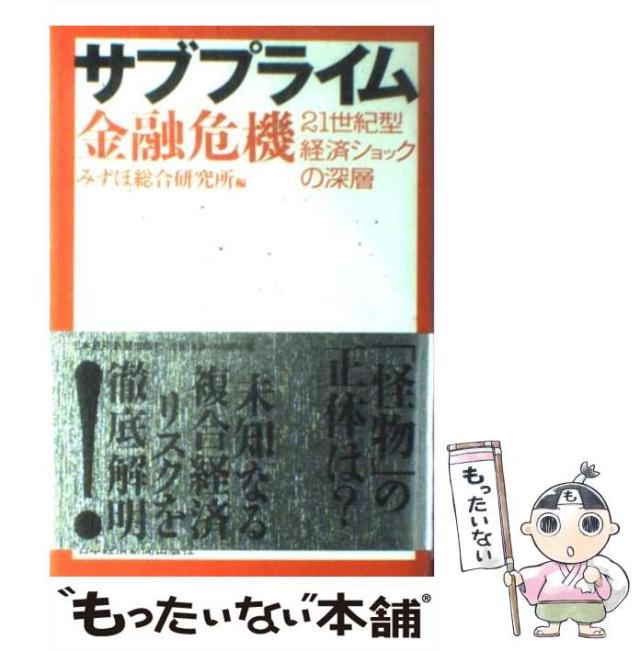 サブプライム
金融危機
21世紀型
経済ショック
の深層
みずほ総合研究所 編
「怪物」の
正体は?
未知なる
複合経済
リスクを
徹底解明
!
日本経済新聞出版社
もったいない
も
“もったいない”本舗®